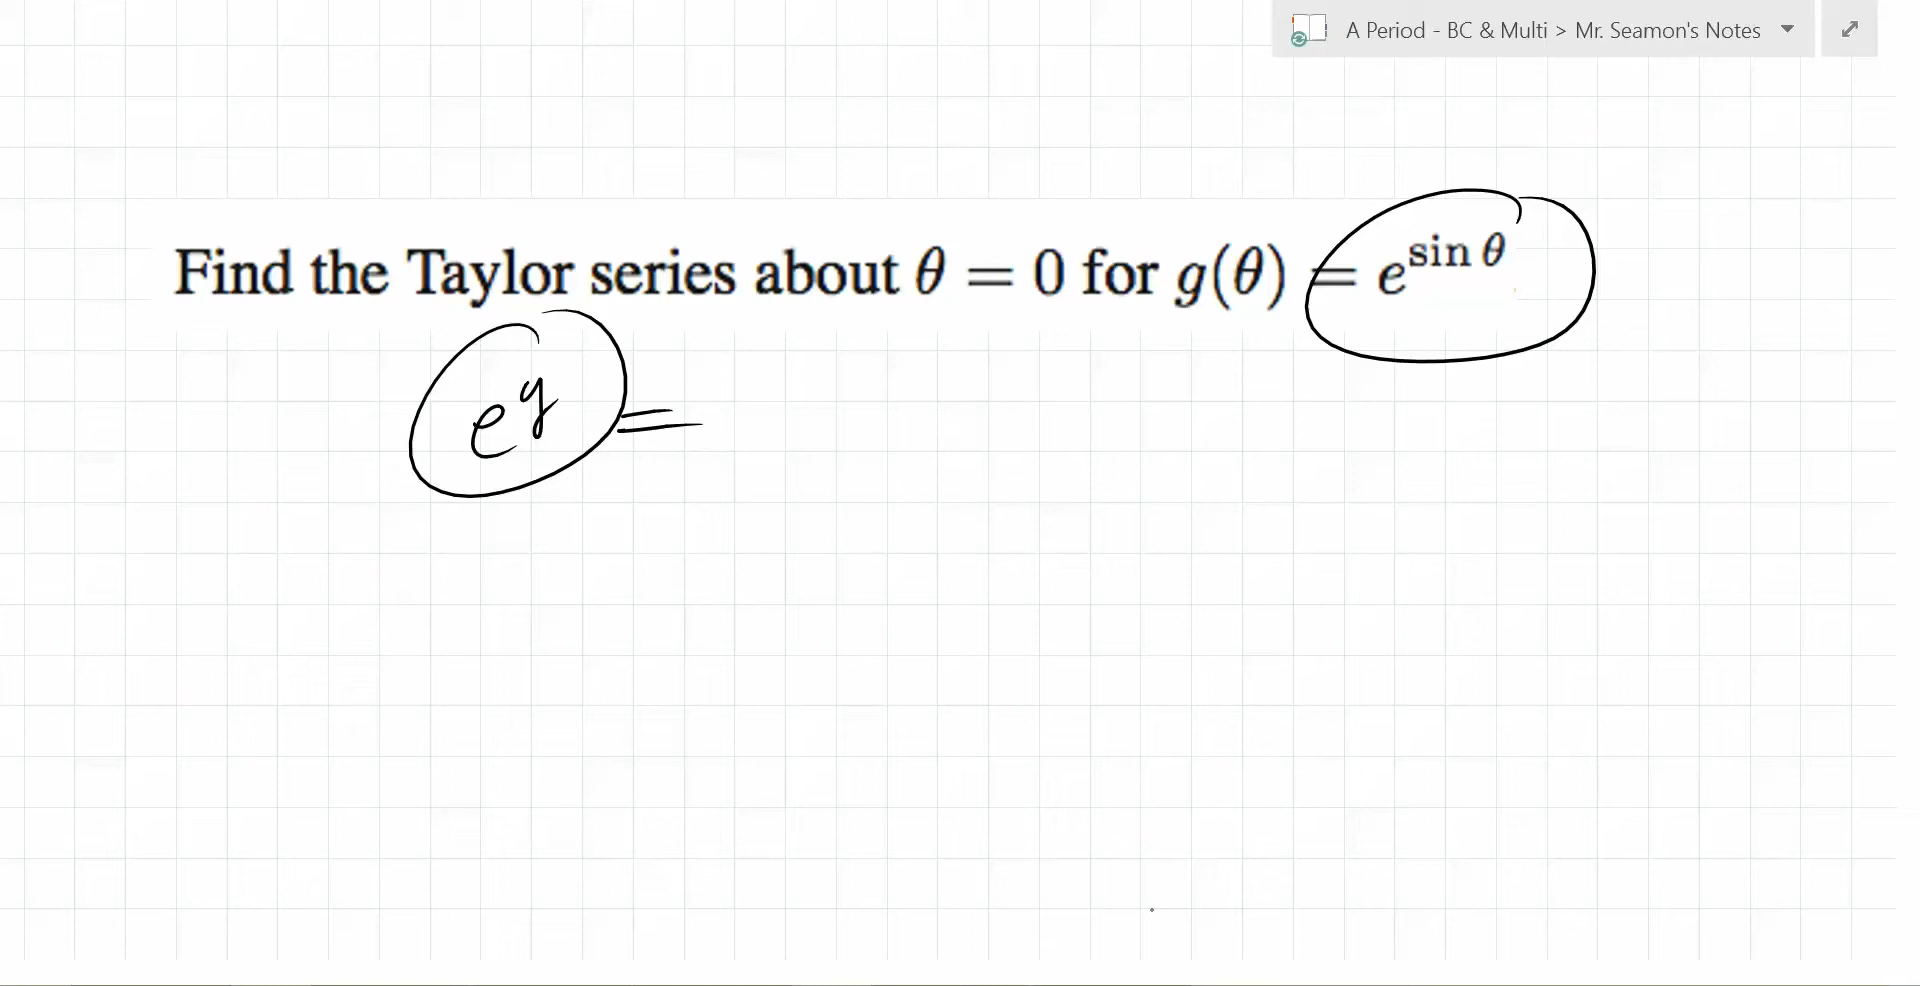 A Period - BC & Multi > Mr. Seamon's Notes
Find the Taylor series about θ = 0 for g(θ) = e^{sin θ}
e^y =